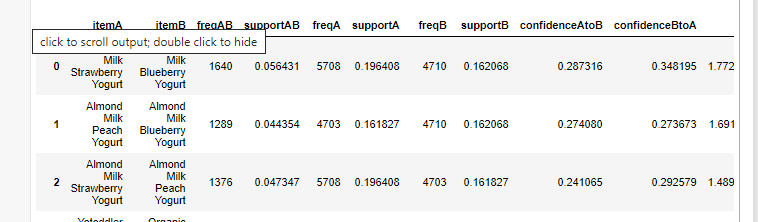 itemA itemB freqAB supportAB freqA supportA freqB supportB confidenceAtoB confidenceBtoA
click to scroll output; double click to hide
0 Milk Strawberry Yogurt Milk Blueberry Yogurt 1640 0.056431 5708 0.196408 4710 0.162068 0.287316 0.348195 1.772
1 Almond Milk Peach Yogurt Almond Milk Blueberry Yogurt 1289 0.044354 4703 0.161827 4710 0.162068 0.274080 0.273673 1.691
2 Almond Milk Strawberry Yogurt Almond Milk Peach Yogurt 1376 0.047347 5708 0.196408 4703 0.161827 0.241065 0.292579 1.489
Organic